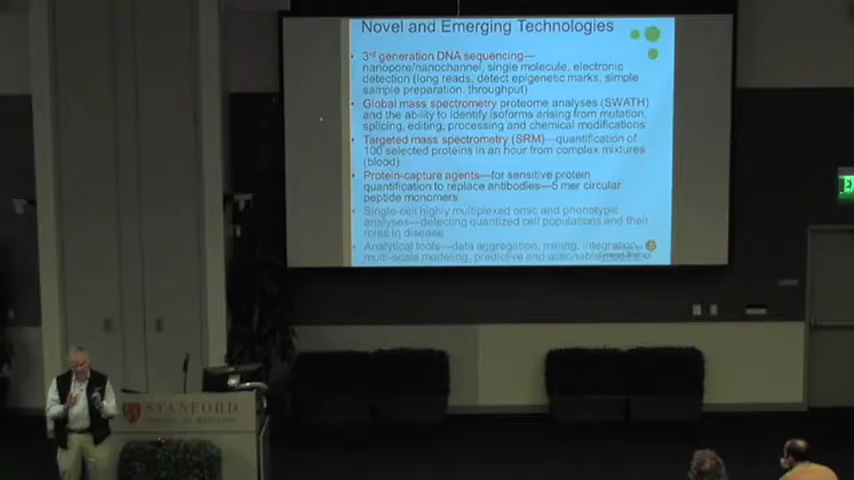 Novel and Emerging Technologies
• 3rd generation DNA sequencing—
nanopore/nanochannel, single molecule, electronic
detection (long reads, detect epigenetic marks, simple
sample preparation, throughput)
• Global mass spectrometry proteome analyses (SWATH)
and the ability to identify isoforms arising from mutation,
splicing, editing, processing and chemical modifications
• Targeted mass spectrometry (SRM)—quantification of
100 selected proteins in an hour from complex mixtures
(blood)
• Protein-capture agents—for sensitive protein
quantification to replace antibodies—5 mer circular
peptide monomers.
• Single-cell highly multiplexed omic and phenotypic
analyses—detecting quantized cell populations and their
roles in disease
• Analytical tools—data aggregation, mining, integration,
multi-scale modeling, predictive and actionable
STANFORD